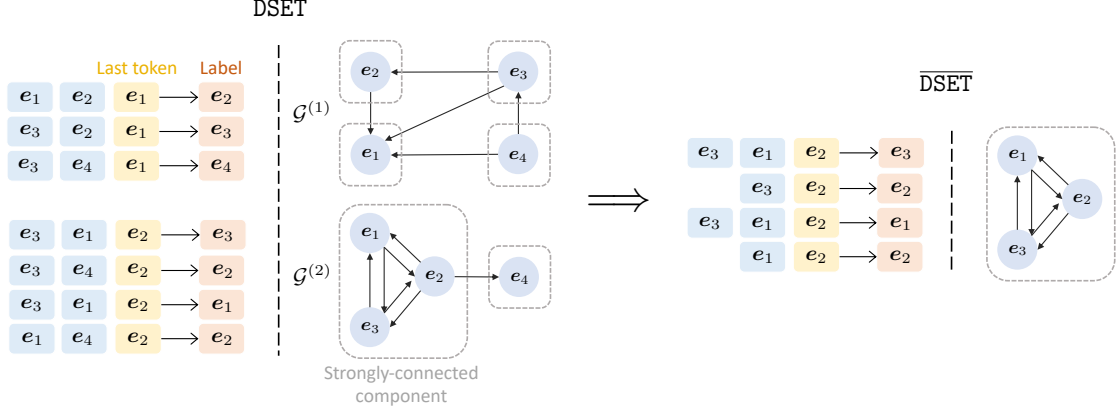 DSET
Last token Label
e₁ e₂ e₁ e₂
e₃ e₂ e₁ e₃
e₃ e₄ e₁ e₄
e₃ e₁ e₂ e₃
e₃ e₄ e₂ e₂
e₃ e₁ e₂ e₁
e₁ e₄ e₂ e₂
𝒢⁽¹⁾
e₂ e₃
e₁ e₄
𝒢⁽²⁾
e₁
e₂ e₄
e₃
Strongly-connected
component
D̅S̅E̅T̅
e₃ e₁ e₂ e₃
e₃ e₂ e₂
e₃ e₁ e₂ e₁
e₁ e₂ e₂
e₁
e₂
e₃